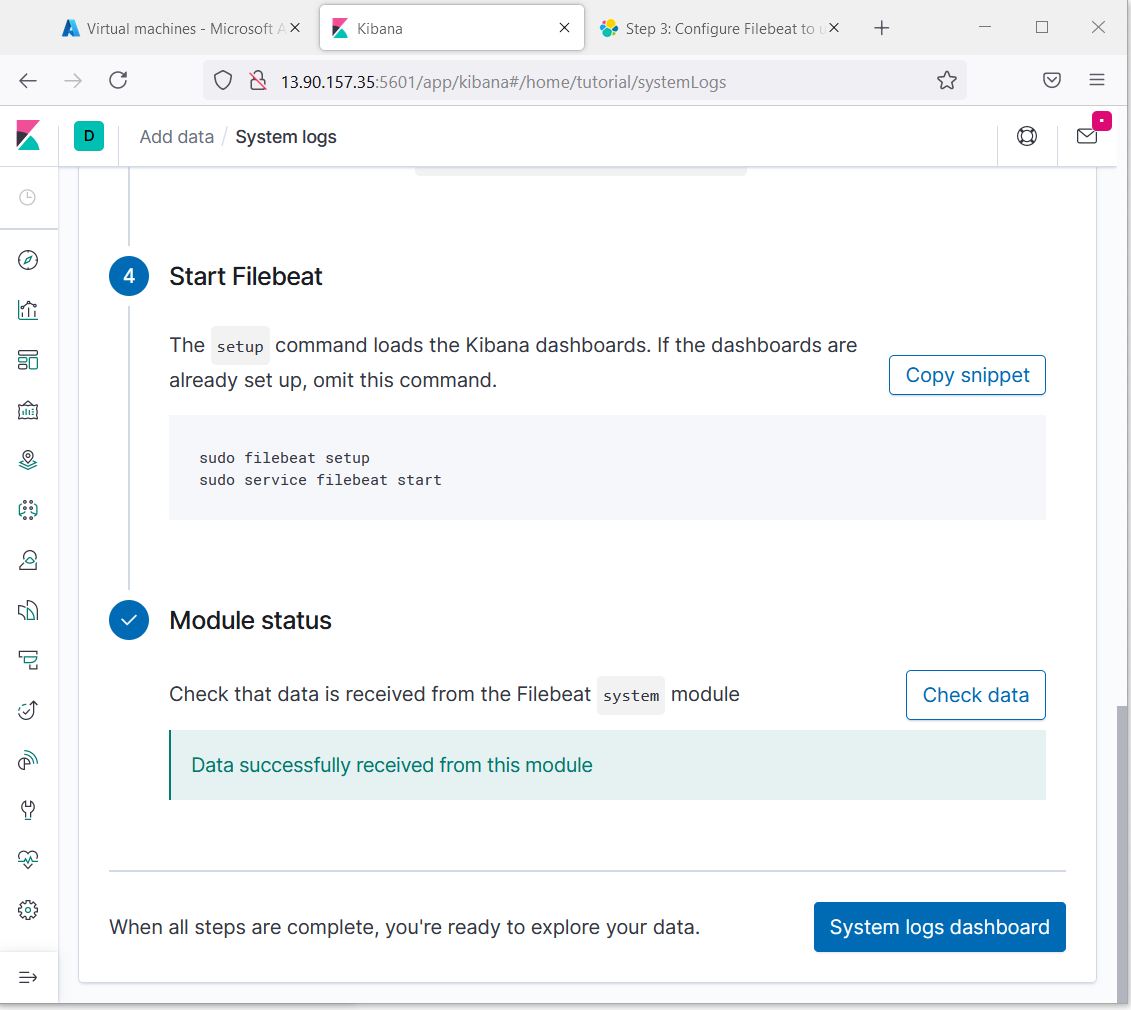 Virtual machines - Microsoft A
Kibana
Step 3: Configure Filebeat to u
13.90.157.35:5601/app/kibana#/home/tutorial/systemLogs
D
Add data / System logs
4
Start Filebeat
The setup command loads the Kibana dashboards. If the dashboards are
already set up, omit this command.
Copy snippet
sudo filebeat setup
sudo service filebeat start
Module status
Check that data is received from the Filebeat system module
Check data
Data successfully received from this module
When all steps are complete, you're ready to explore your data.
System logs dashboard